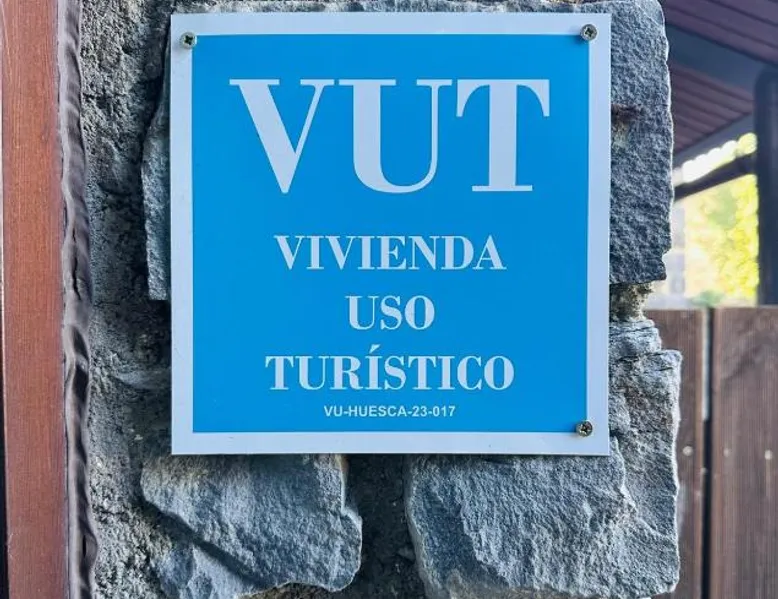 VUT
VIVIENDA
USO
TURÍSTICO
VU-HUESCA-23-017